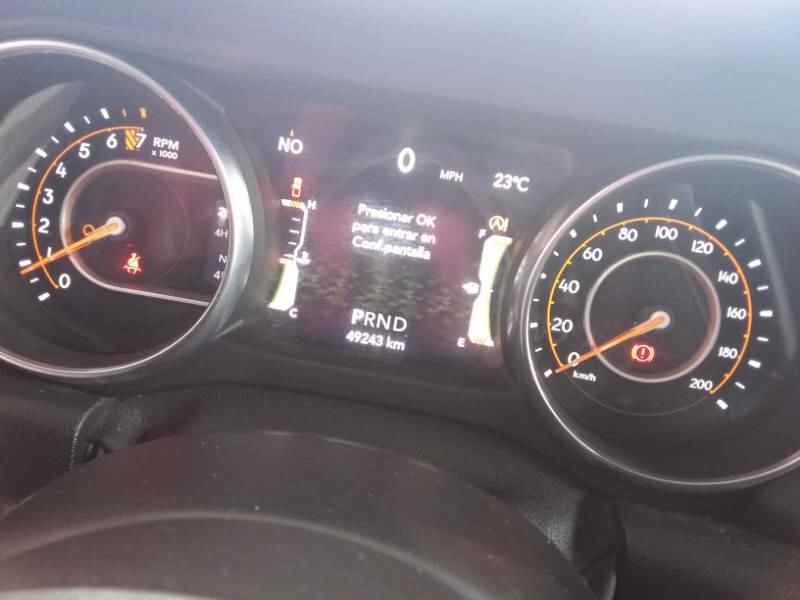 NO
0 MPH
23°C
Presionar OK
para entrar en
Conf.pantalla
PRND
49243 km
7
6
5
4
3
2
1
0
RPM
x 1000
4H
N
H
C
F
E
0
20
40
60
80
100
120
140
160
180
200
km/h